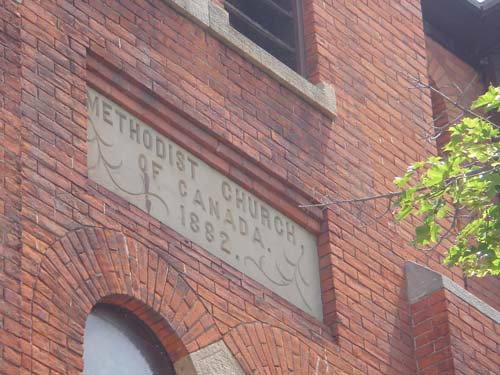 METHODIST CHURCH,
OF CANADA.
1882.